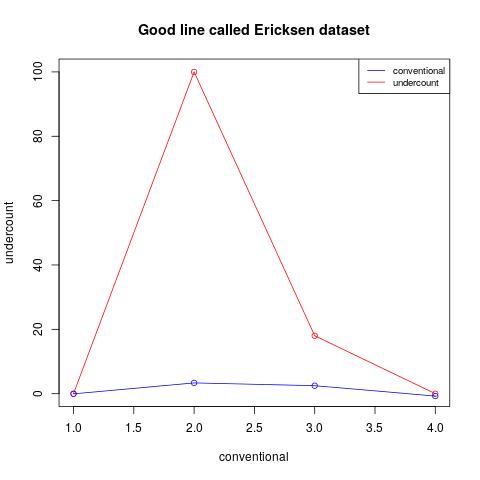 Good line called Ericksen dataset
conventional
undercount
100
80
60
40
20
0
undercount
1.0 1.5 2.0 2.5 3.0 3.5 4.0
conventional